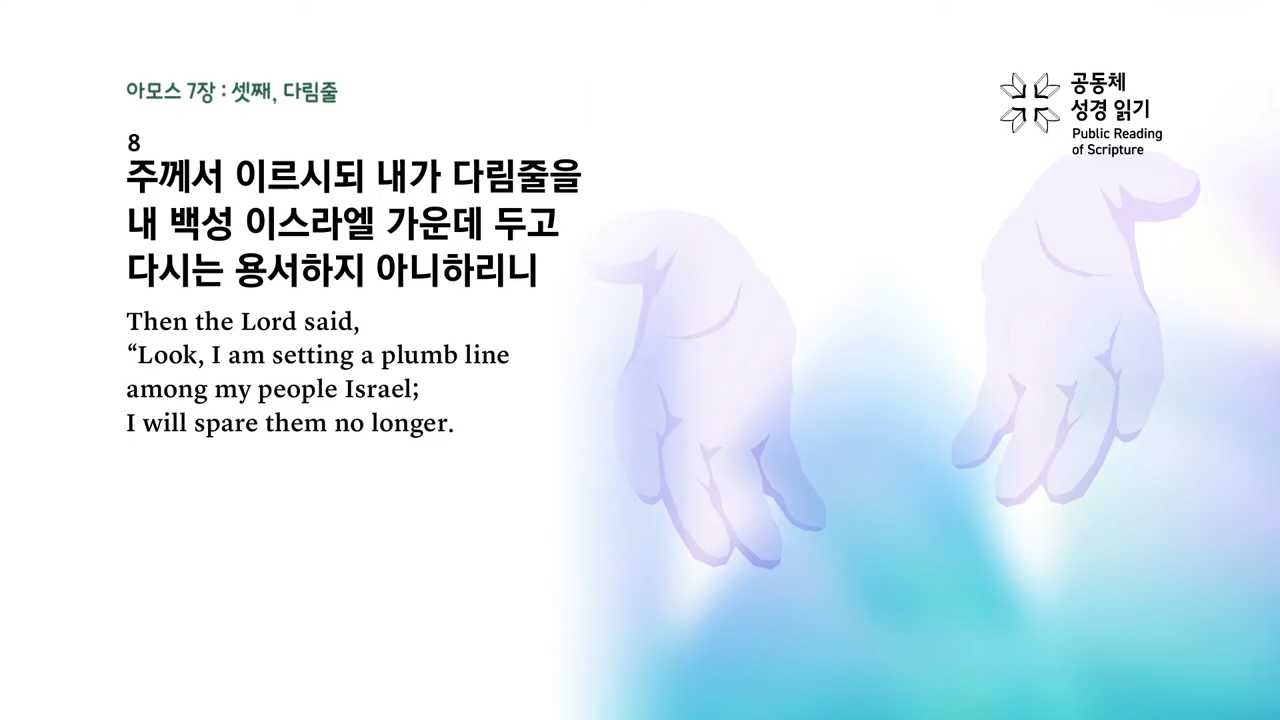 아모스 7장 : 셋째, 다림줄
공동체
성경 읽기
Public Reading
of Scripture
8
주께서 이르시되 내가 다림줄을
내 백성 이스라엘 가운데 두고
다시는 용서하지 아니하리니
Then the Lord said,
“Look, I am setting a plumb line
among my people Israel;
I will spare them no longer.